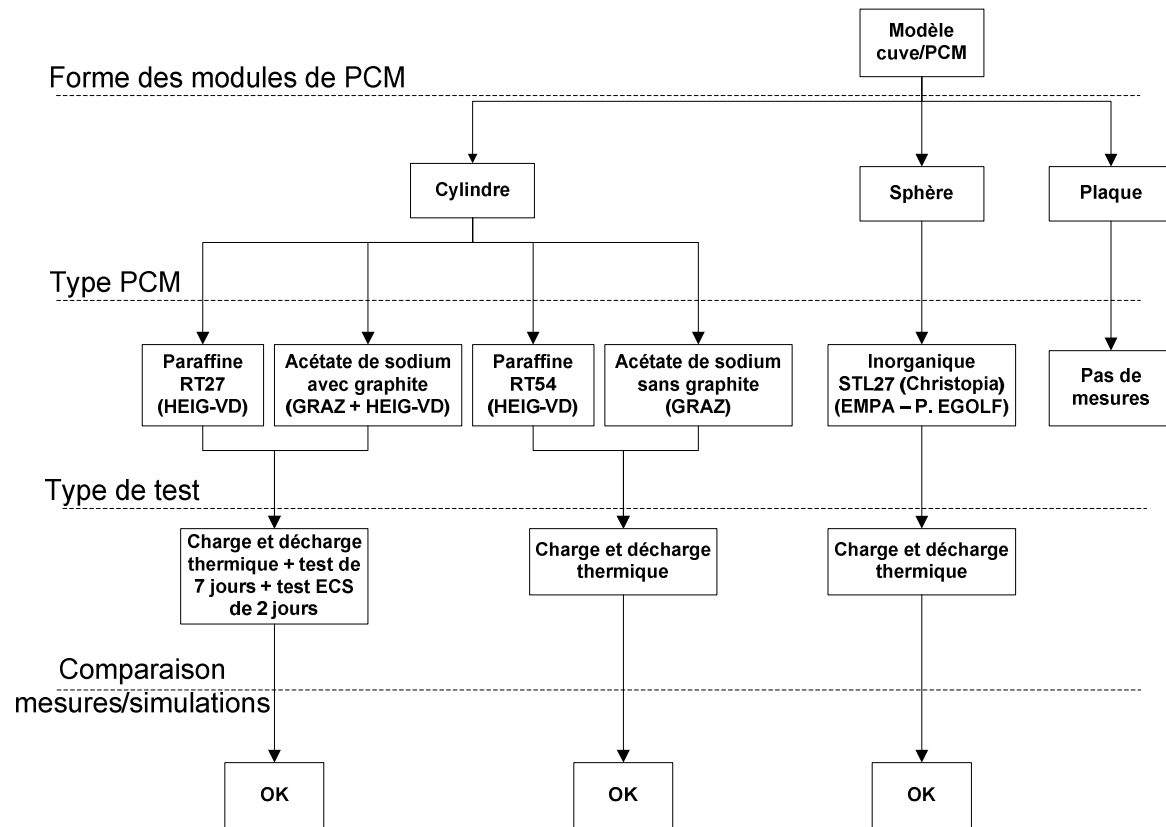 Modèle
cuve/PCM
Forme des modules de PCM
Cylindre
Sphère
Plaque
Type PCM
Paraffine
RT27
(HEIG-VD)
Acétate de sodium
avec graphite
(GRAZ + HEIG-VD)
Paraffine
RT54
(HEIG-VD)
Acétate de sodium
sans graphite
(GRAZ)
Inorganique
STL27 (Christopia)
(EMPA – P. EGOLF)
Pas de
mesures
Type de test
Charge et décharge
thermique + test de
7 jours + test ECS
de 2 jours
Charge et décharge
thermique
Charge et décharge
thermique
Comparaison
mesures/simulations
OK
OK
OK